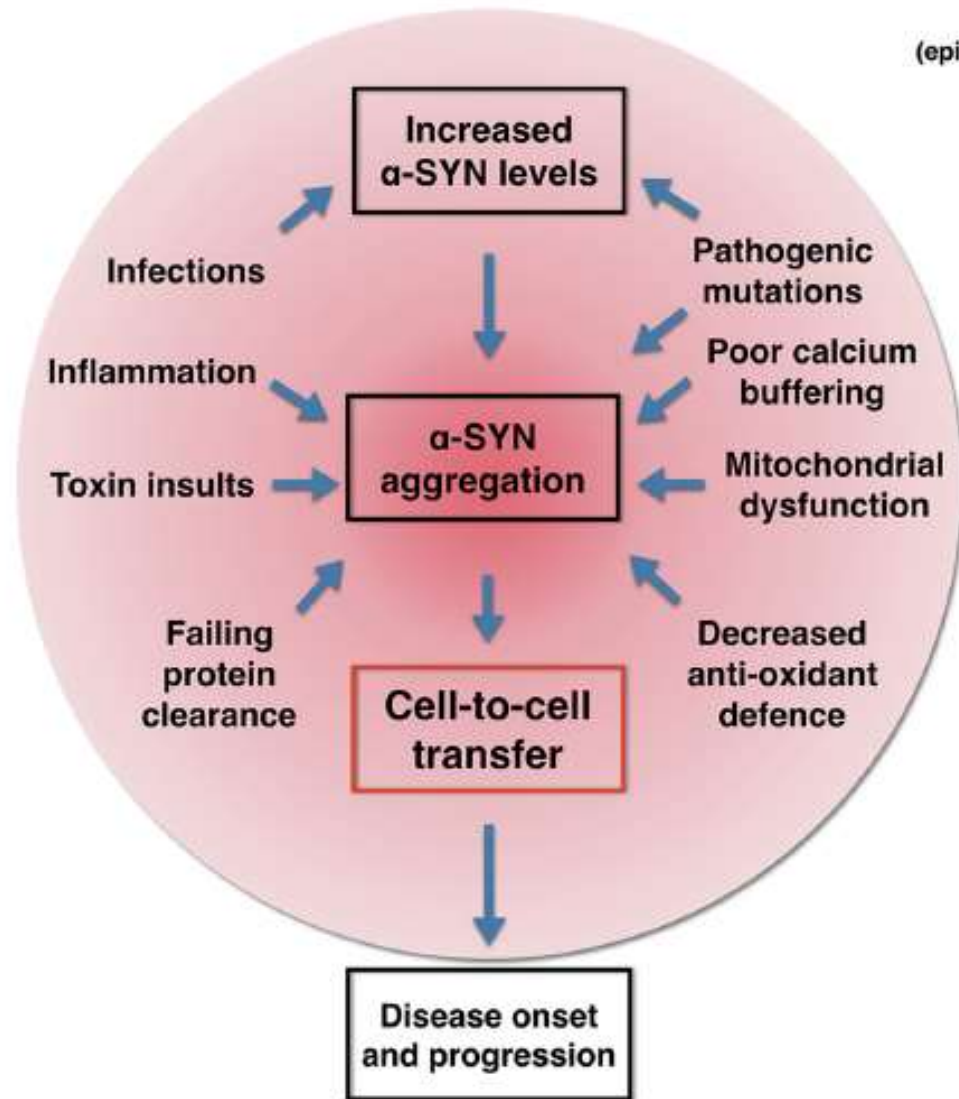 (epi
Increased
α-SYN levels
Infections
Pathogenic
mutations
Inflammation
Poor calcium
buffering
α-SYN
aggregation
Toxin insults
Mitochondrial
dysfunction
Failing
protein
clearance
Decreased
anti-oxidant
defence
Cell-to-cell
transfer
Disease onset
and progression